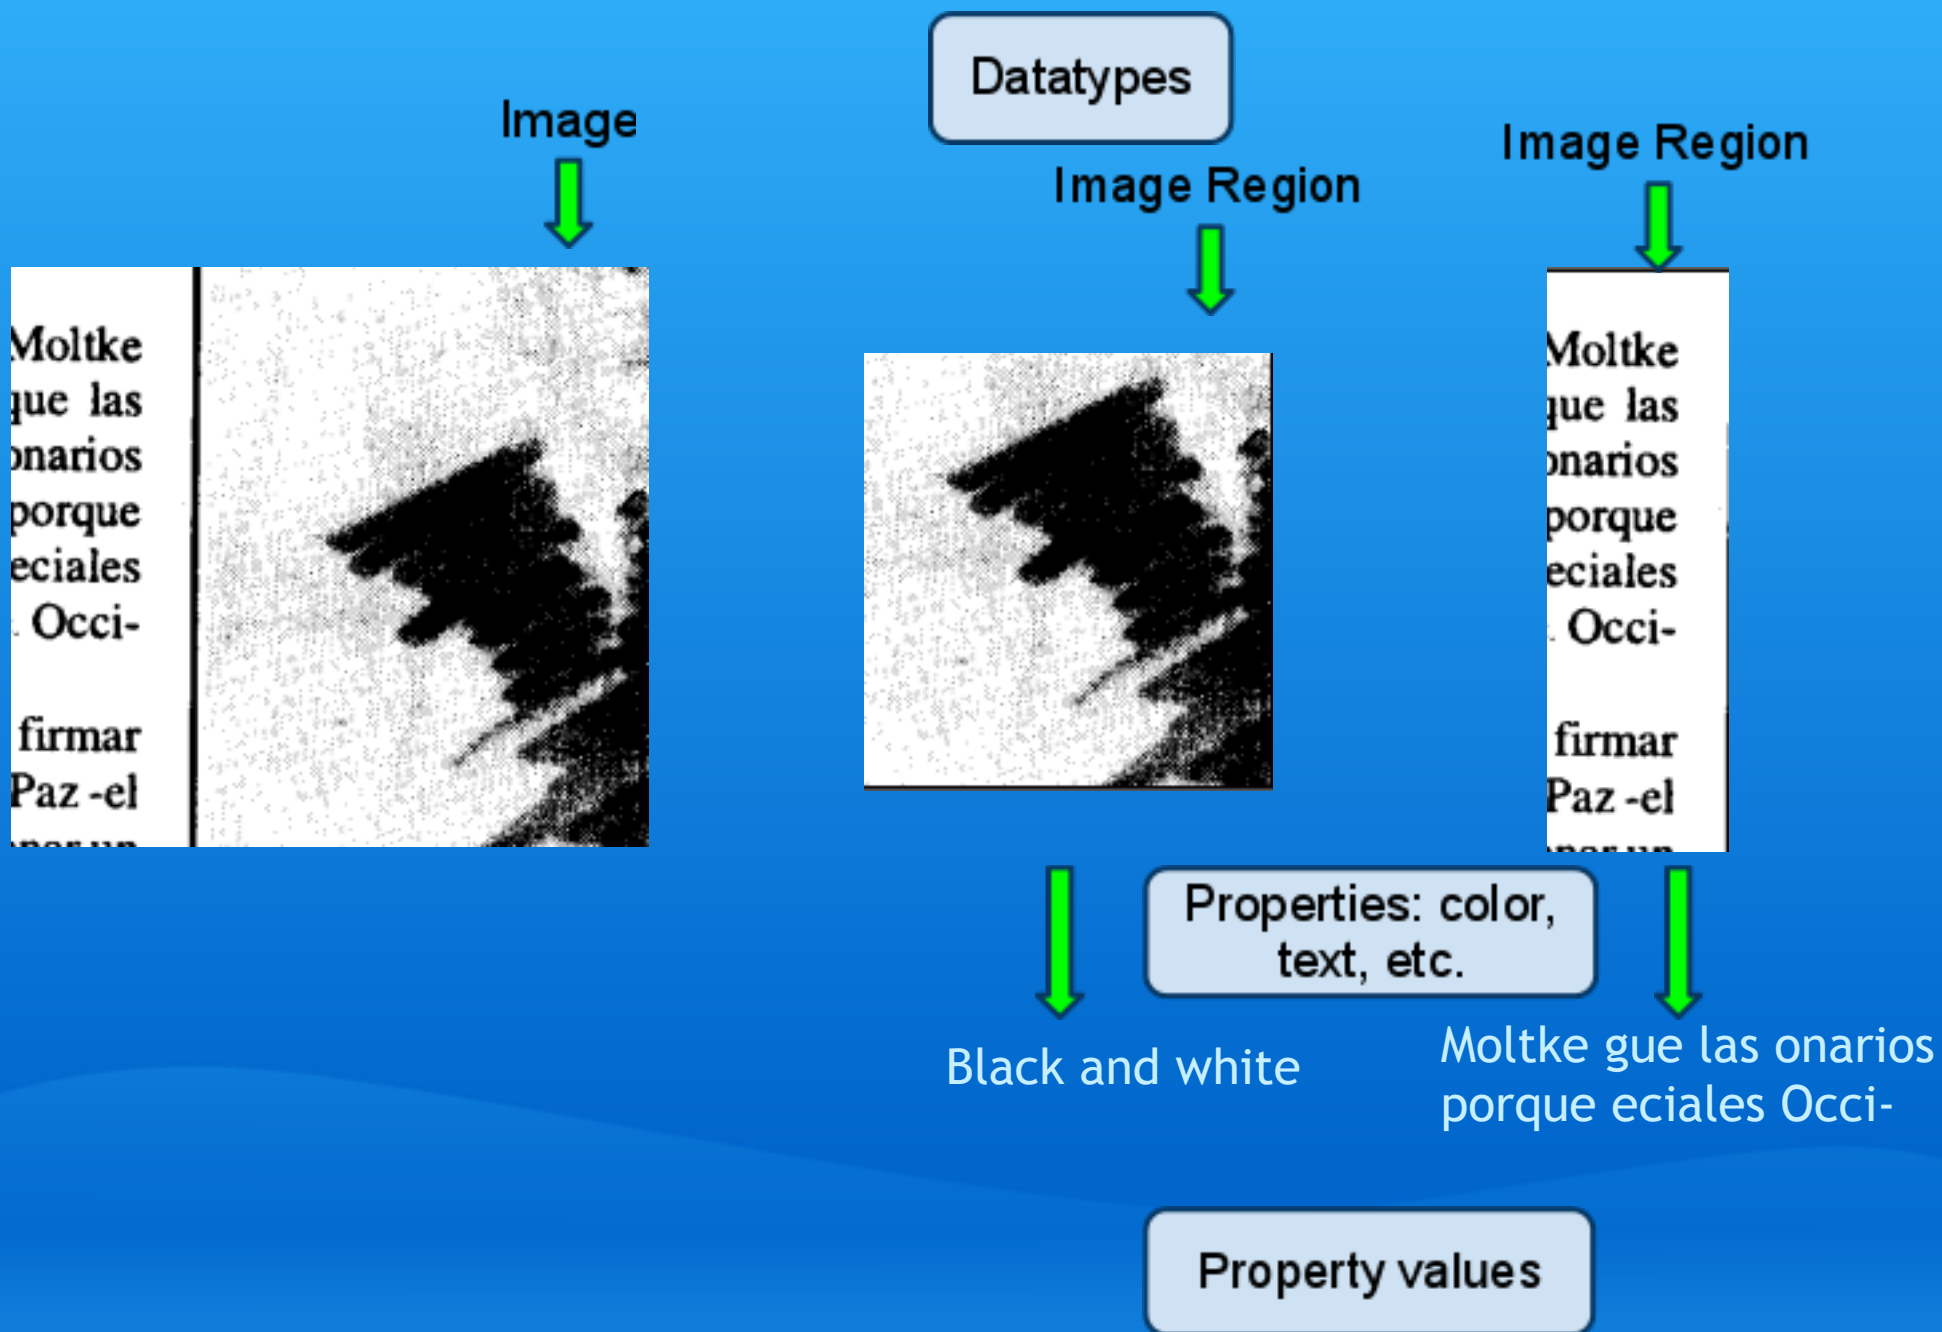 Datatypes
Image
Image Region
Image Region
Moltke
que las
onarios
porque
eciales
. Occi-
firmar
Paz -el
Moltke
que las
onarios
porque
eciales
. Occi-
firmar
Paz -el
Properties: color,
text, etc.
Black and white
Moltke gue las onarios
porque eciales Occi-
Property values